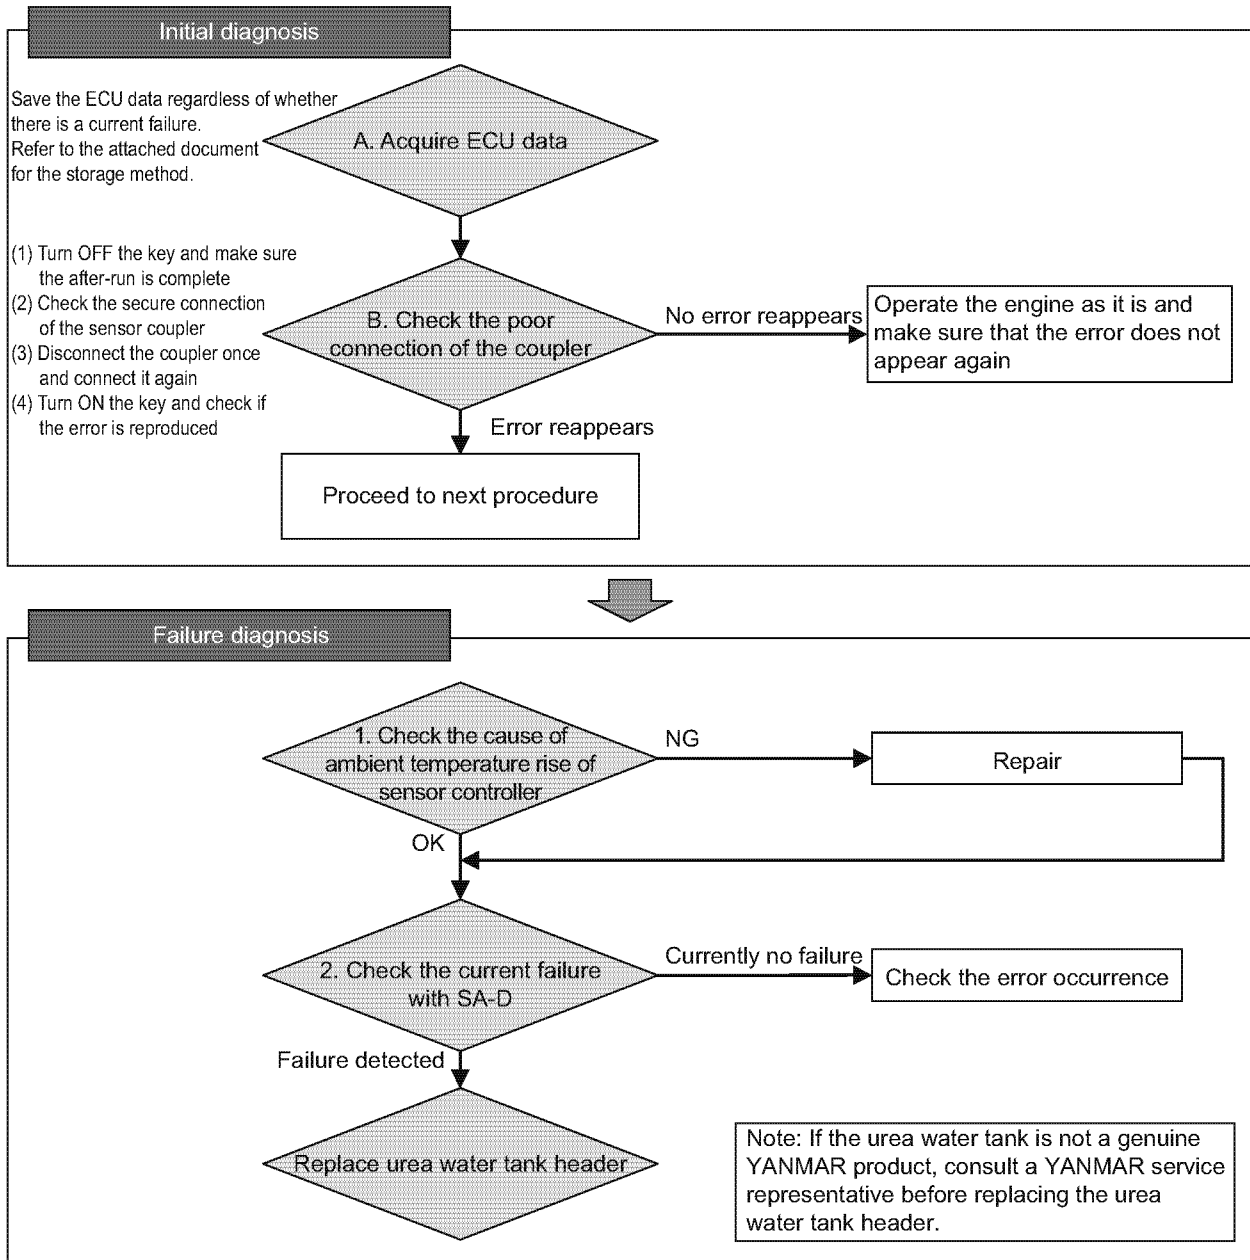 Initial diagnosis
Save the ECU data regardless of whether
there is a current failure.
Refer to the attached document
for the storage method.
A. Acquire ECU data
(1) Turn OFF the key and make sure
the after-run is complete
(2) Check the secure connection
of the sensor coupler
(3) Disconnect the coupler once
and connect it again
(4) Turn ON the key and check if
the error is reproduced
B. Check the poor
connection of the coupler
No error reappears
Operate the engine as it is and
make sure that the error does not
appear again
Error reappears
Proceed to next procedure
Failure diagnosis
1. Check the cause of
ambient temperature rise of
sensor controller
NG
Repair
OK
2. Check the current failure
with SA-D
Currently no failure
Check the error occurrence
Failure detected
Replace urea water tank header
Note: If the urea water tank is not a genuine
YANMAR product, consult a YANMAR service
representative before replacing the urea
water tank header.